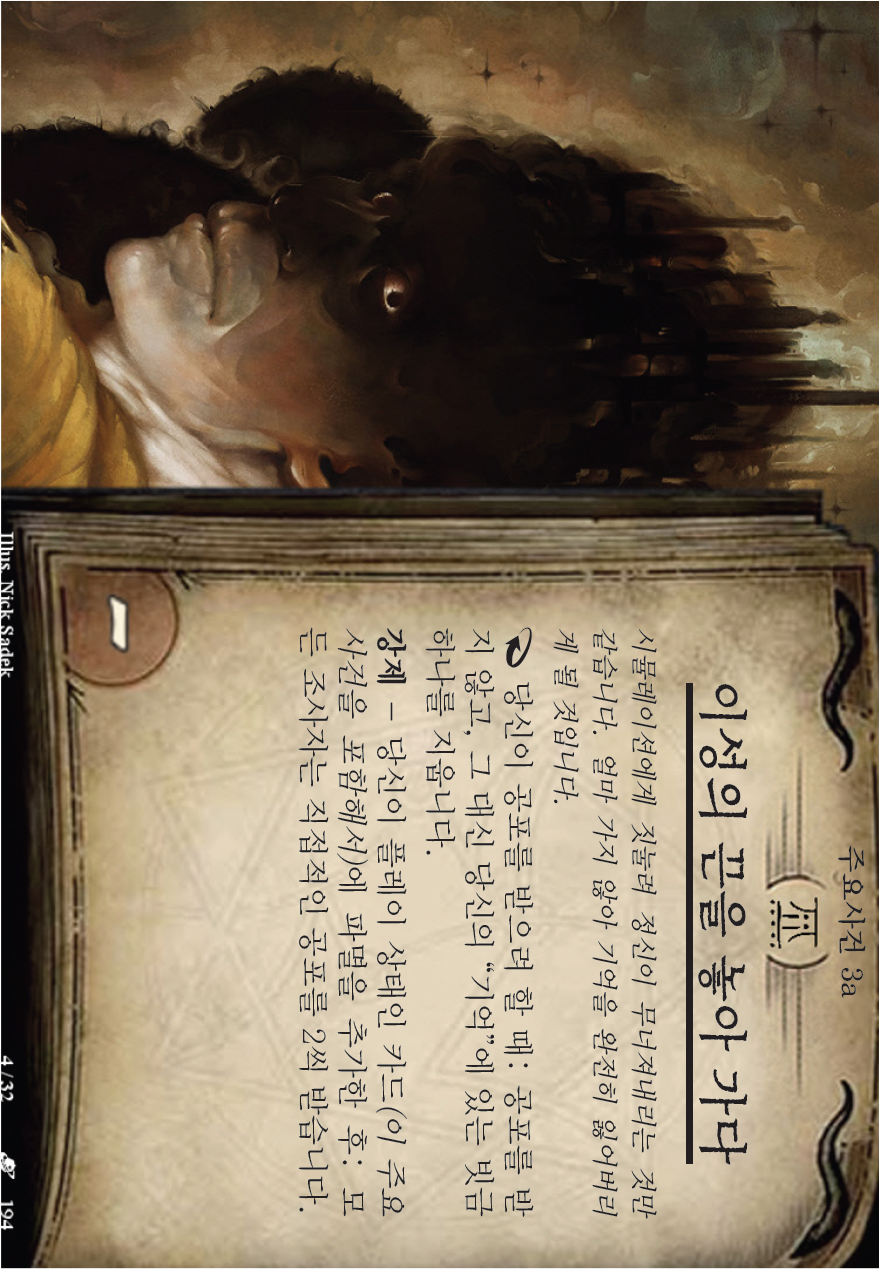 주요사건 3a
이성의 끈을 놓아 가다
시뮬레이션에게 짓눌려 정신이 무너져내리는 것만
같습니다. 얼마 가지 않아 기억을 완전히 잃어버리
게 될 것입니다.
당신이 공포를 받으려 할 때: 공포를 받
지 않고, 그 대신 당신의 “기억”에 있는 빗금
하나를 지웁니다.
강제 – 당신이 플레이 상태인 카드(이 주요
사건을 포함해서)에 파멸을 추가한 후: 모
든 조사자는 직접적인 공포를 2씩 받습니다.
–
Illus. Nick Sadek
4/32
194